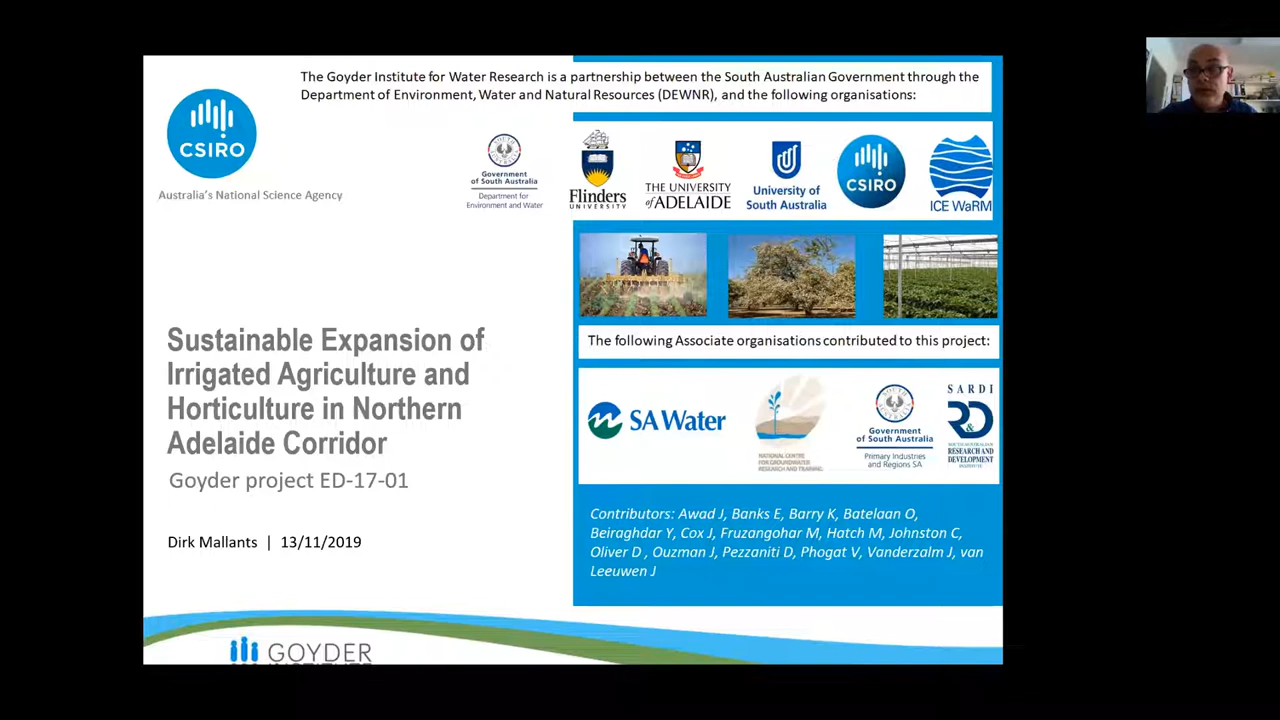 The Goyder Institute for Water Research is a partnership between the South Australian Government through the
Department of Environment, Water and Natural Resources (DEWNR), and the following organisations:
CSIRO
Australia's National Science Agency
SOUTH AUSTRALIA
Government
of South Australia
Department for
Environment and Water
Flinders
UNIVERSITY
THE UNIVERSITY
of ADELAIDE
University of
South Australia
CSIRO
ICE WaRM
Sustainable Expansion of
Irrigated Agriculture and
Horticulture in Northern
Adelaide Corridor
Goyder project ED-17-01
Dirk Mallants | 13/11/2019
The following Associate organisations contributed to this project:
SA Water
NATIONAL CENTRE
FOR GROUNDWATER
RESEARCH AND TRAINING
SOUTH AUSTRALIA
Government
of South Australia
Primary Industries
and Regions SA
SARDI
R&D
SOUTH AUSTRALIAN
RESEARCH AND
DEVELOPMENT
INSTITUTE
Contributors: Awad J, Banks E, Barry K, Batelaan O,
Beiraghdar Y, Cox J, Fruzangohar M, Hatch M, Johnston C,
Oliver D , Ouzman J, Pezzaniti D, Phogat V, Vanderzalm J, van
Leeuwen J
GOYDER
INSTITUTE